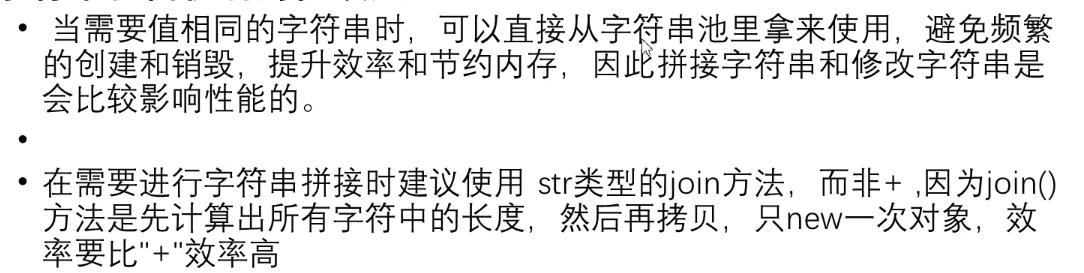 • 当需要值相同的字符串时，可以直接从字符串池里拿来使用，避免频繁
的创建和销毁，提升效率和节约内存，因此拼接字符串和修改字符串是
会比较影响性能的。
•
• 在需要进行字符串拼接时建议使用 str类型的join方法，而非+ ,因为join()
方法是先计算出所有字符中的长度，然后再拷贝，只new一次对象，效
率要比"+"效率高